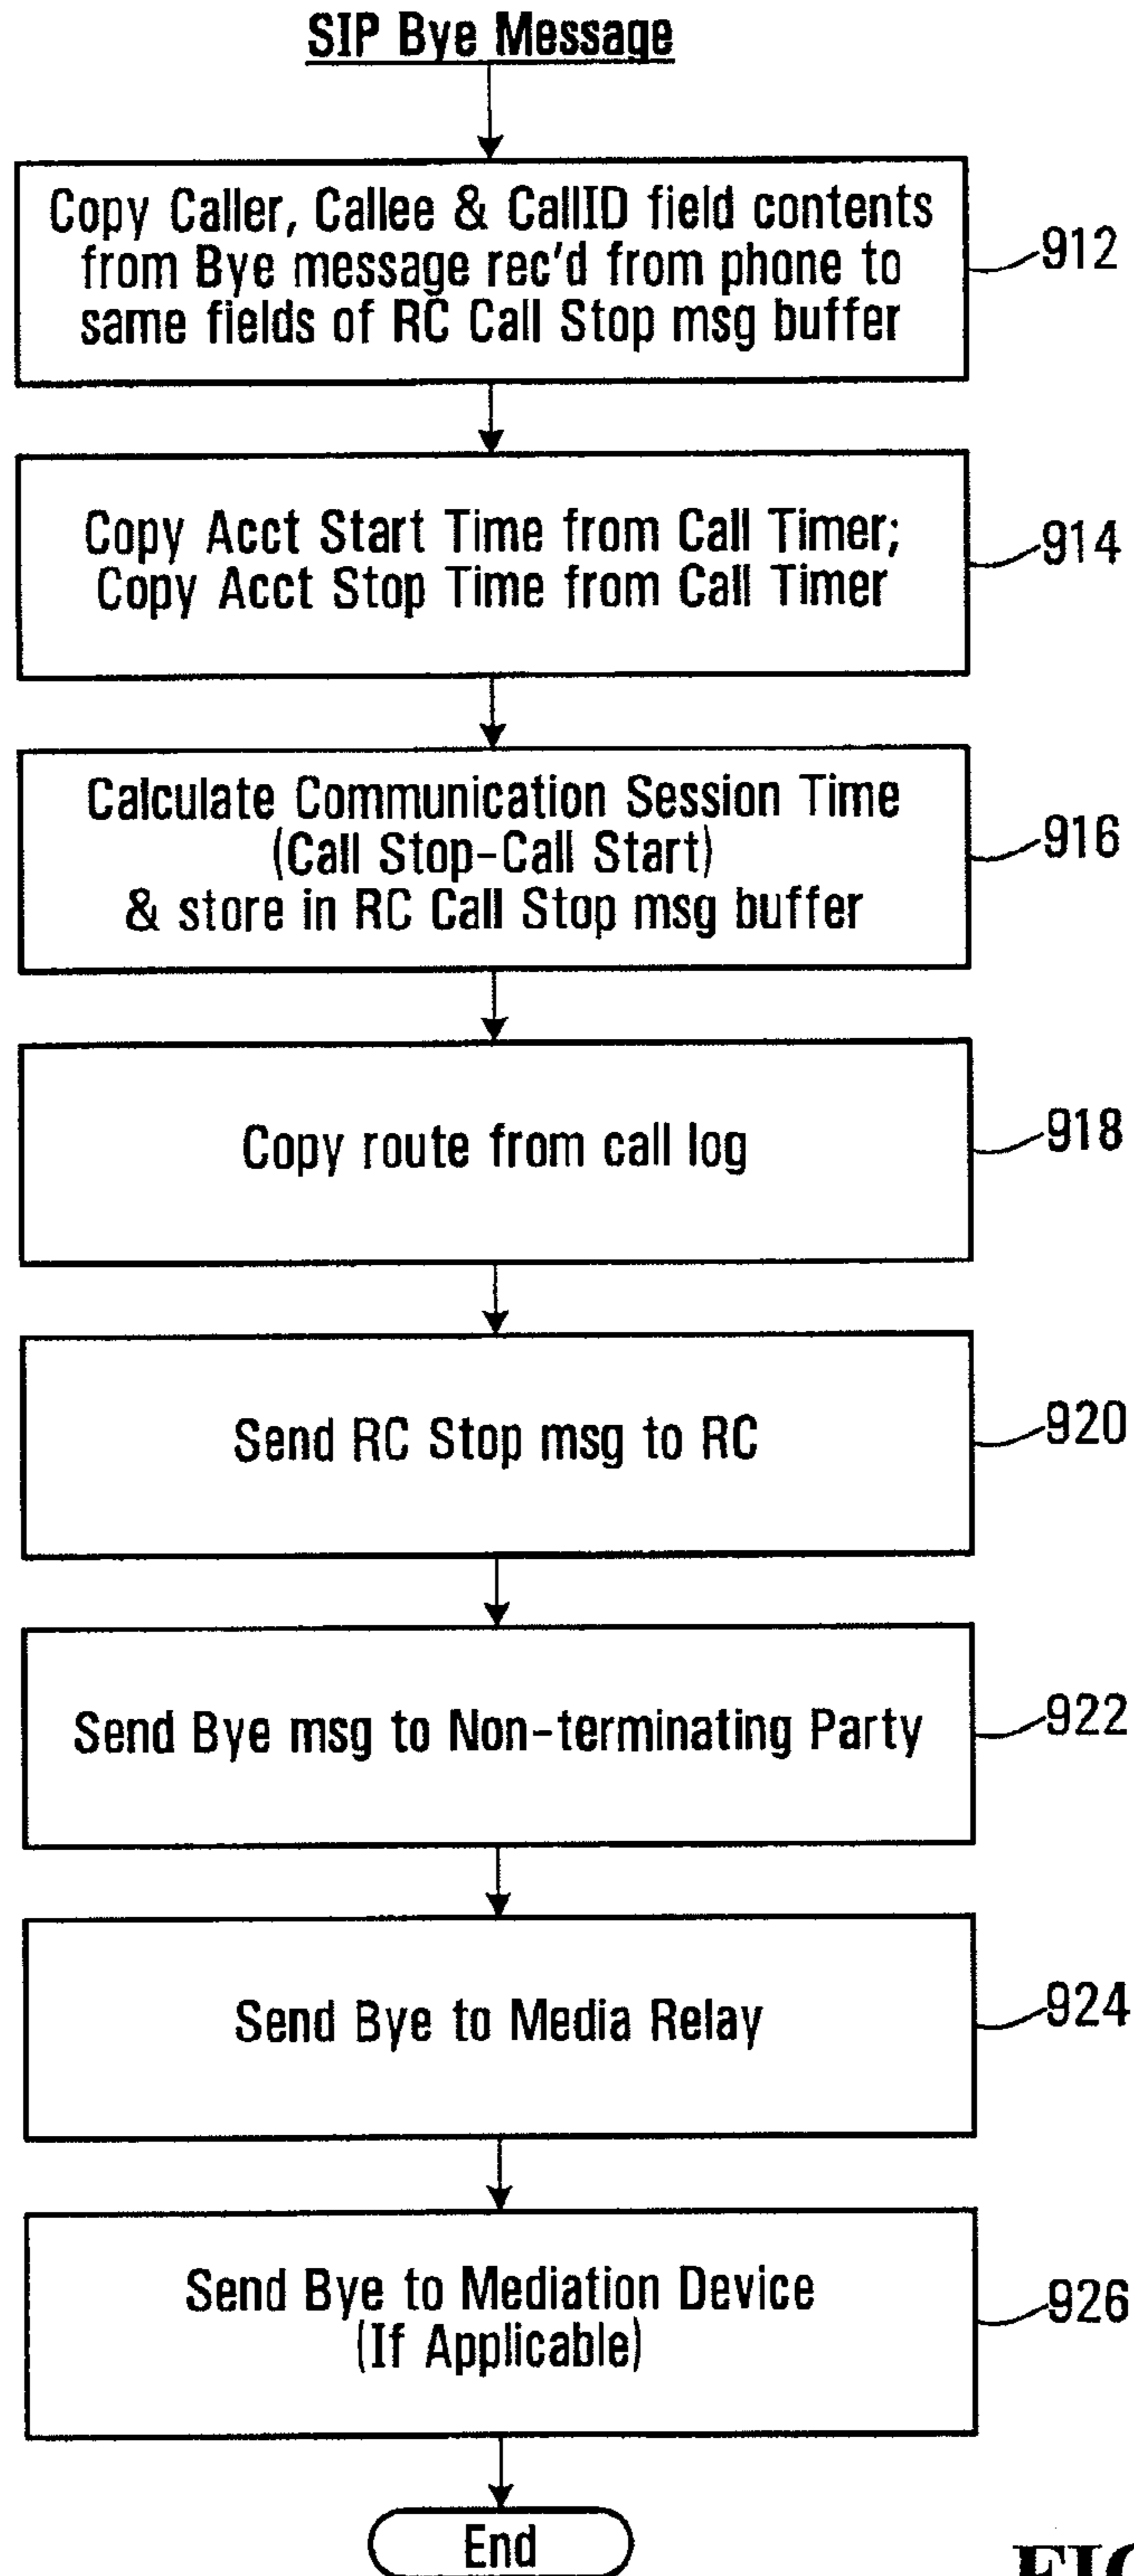 SIP Bye Message
Copy Caller, Callee & CallID field contents
from Bye message rec'd from phone to
same fields of RC Call Stop msg buffer
912
Copy Acct Start Time from Call Timer;
Copy Acct Stop Time from Call Timer
914
Calculate Communication Session Time
(Call Stop-Call Start)
& store in RC Call Stop msg buffer
916
Copy route from call log
918
Send RC Stop msg to RC
920
Send Bye msg to Non-terminating Party
922
Send Bye to Media Relay
924
Send Bye to Mediation Device
(If Applicable)
926
End